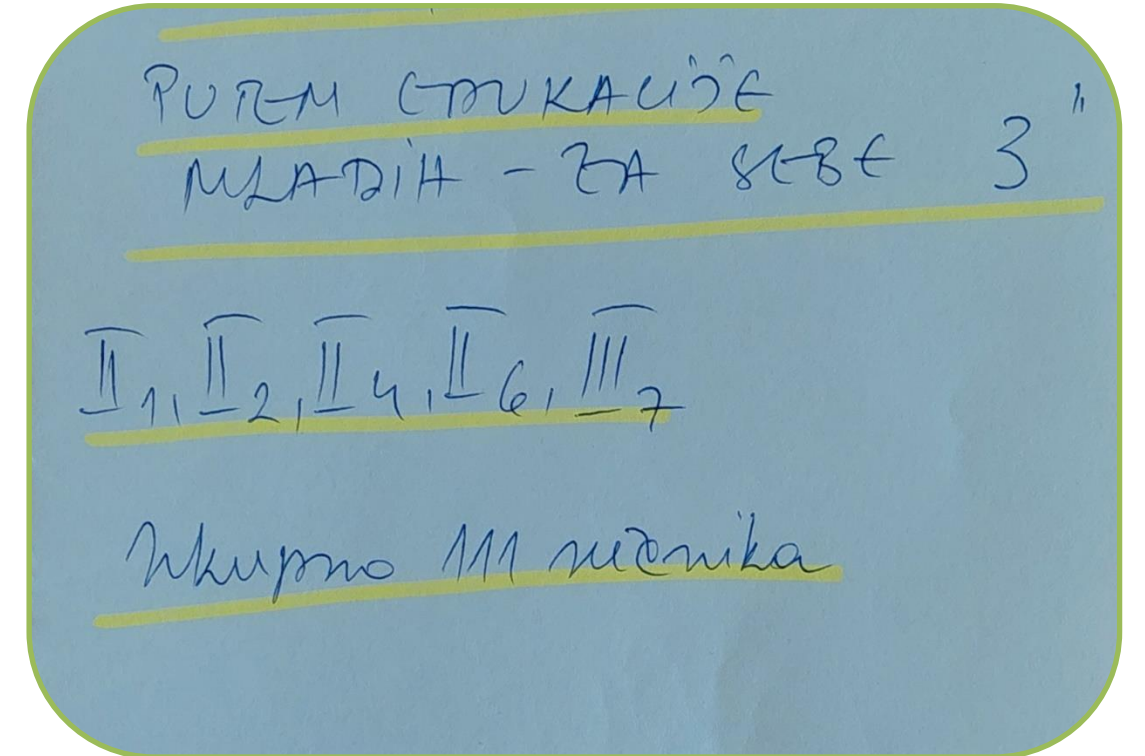 PUTEM EDUKACIJE
MLADIH - ZA SEBE 3"
II1, II2, II4, II6, III7
Ukupno 111 učenika